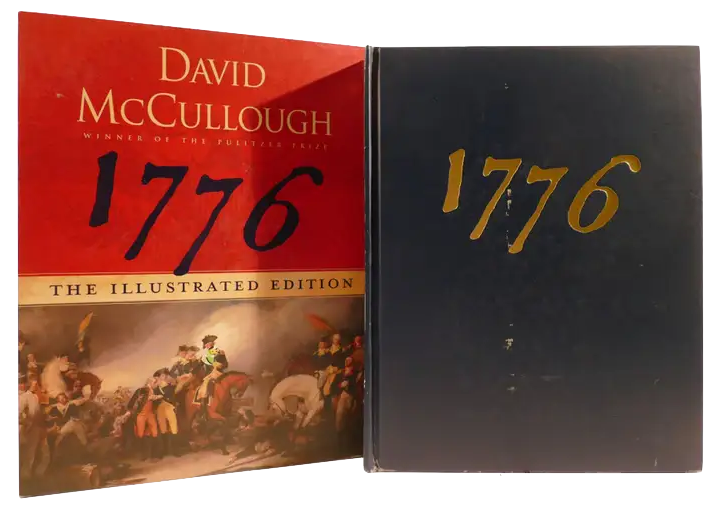 DAVID
MCCULLOUGH
WINNER OF THE PULITZER PRIZE
1776
THE ILLUSTRATED EDITION
1776